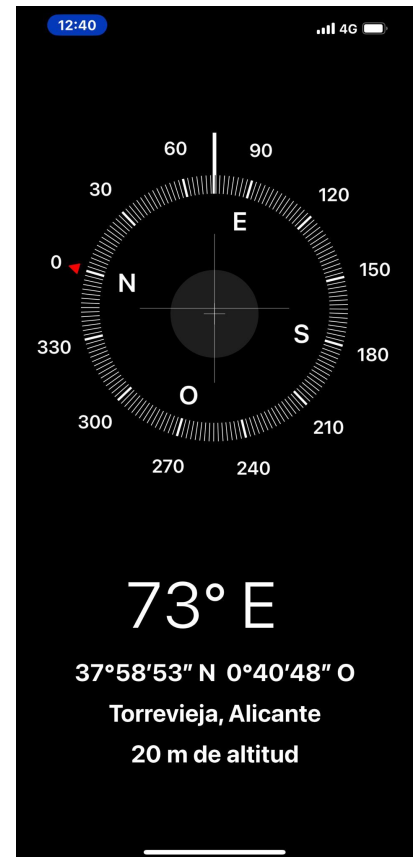 12:40
4G
60
90
30
120
E
0
N
150
330
S
180
O
300
210
270
240
73° E
37°58′53″ N 0°40′48″ O
Torrevieja, Alicante
20 m de altitud